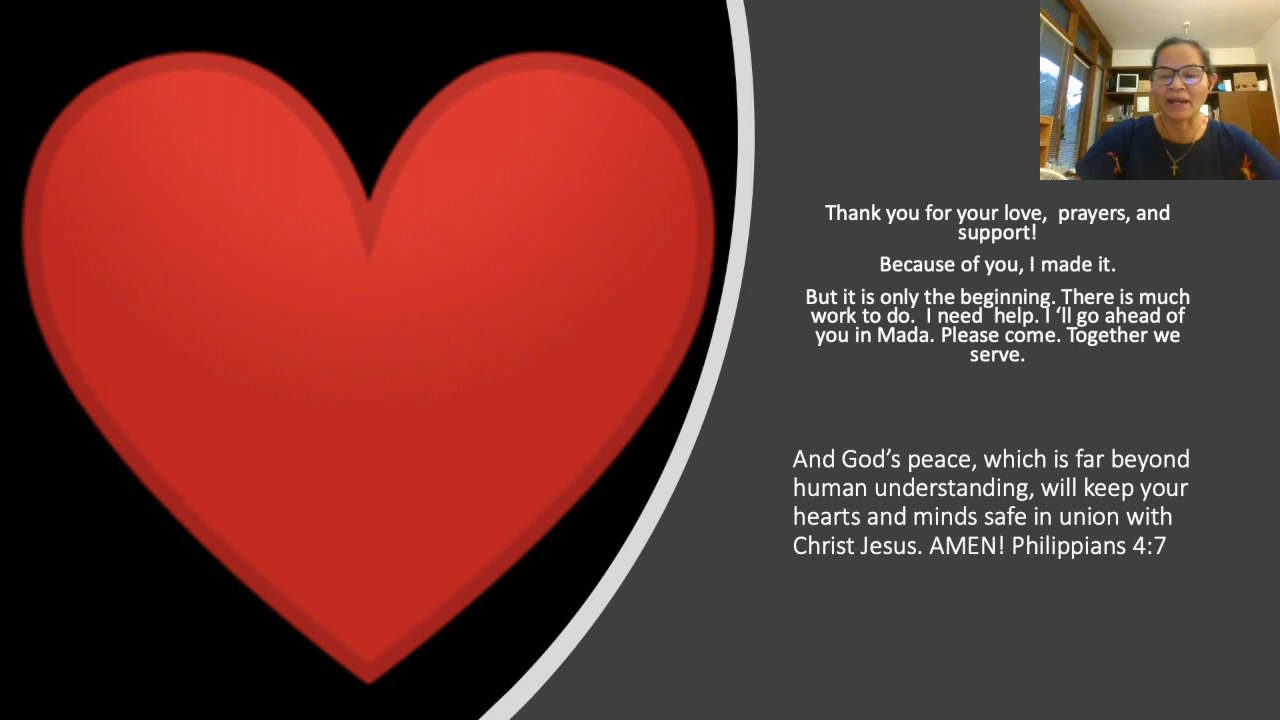 Thank you for your love,  prayers, and
support!
Because of you, I made it.
But it is only the beginning. There is much
work to do.  I need  help. I ‘ll go ahead of
you in Mada. Please come. Together we
serve.
And God’s peace, which is far beyond
human understanding, will keep your
hearts and minds safe in union with
Christ Jesus. AMEN! Philippians 4:7